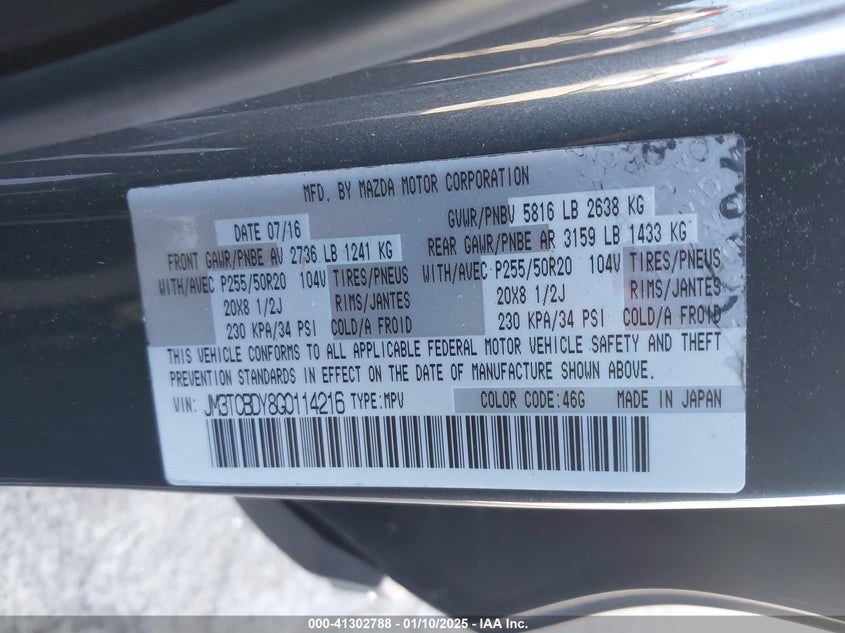 MFD. BY MAZDA MOTOR CORPORATION
DATE 07/16
GVWR/PNBV 5816 LB 2638 KG
FRONT GAWR/PNBE AV 2736 LB 1241 KG
REAR GAWR/PNBE AR 3159 LB 1433 KG
WITH/AVEC P255/50R20 104V TIRES/PNEUS
WITH/AVEC P255/50R20 104V TIRES/PNEUS
20X8 1/2J RIMS/JANTES
20X8 1/2J RIMS/JANTES
230 KPA/34 PSI COLD/A FROID
230 KPA/34 PSI COLD/A FROID
THIS VEHICLE CONFORMS TO ALL APPLICABLE FEDERAL MOTOR VEHICLE SAFETY AND THEFT
PREVENTION STANDARDS IN EFFECT ON THE DATE OF MANUFACTURE SHOWN ABOVE.
VIN: JM3TCBDY8G0114216 TYPE:MPV COLOR CODE:46G MADE IN JAPAN
000-41302788 - 01/10/2025 - IAA Inc.